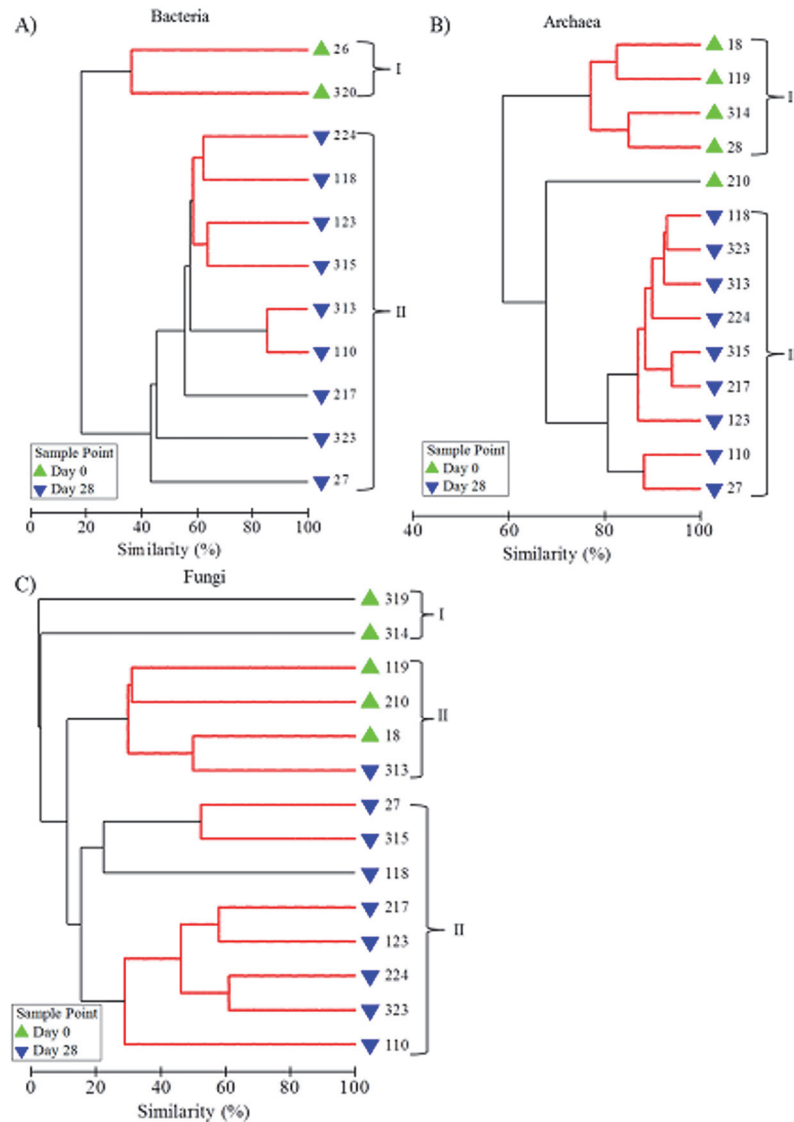 A)
Bacteria
26
320
I
224
118
123
315
313
110
217
323
27
II
Sample Point
Day 0
Day 28
0 20 40 60 80 100
Similarity (%)
B)
Archaea
18
119
314
28
I
210
118
323
313
224
315
217
123
110
27
I
Sample Point
Day 0
Day 28
40 60 80 100
Similarity (%)
C)
Fungi
319
314
I
119
210
18
313
II
27
315
118
217
123
224
323
110
II
Sample Point
Day 0
Day 28
0 20 40 60 80 100
Similarity (%)